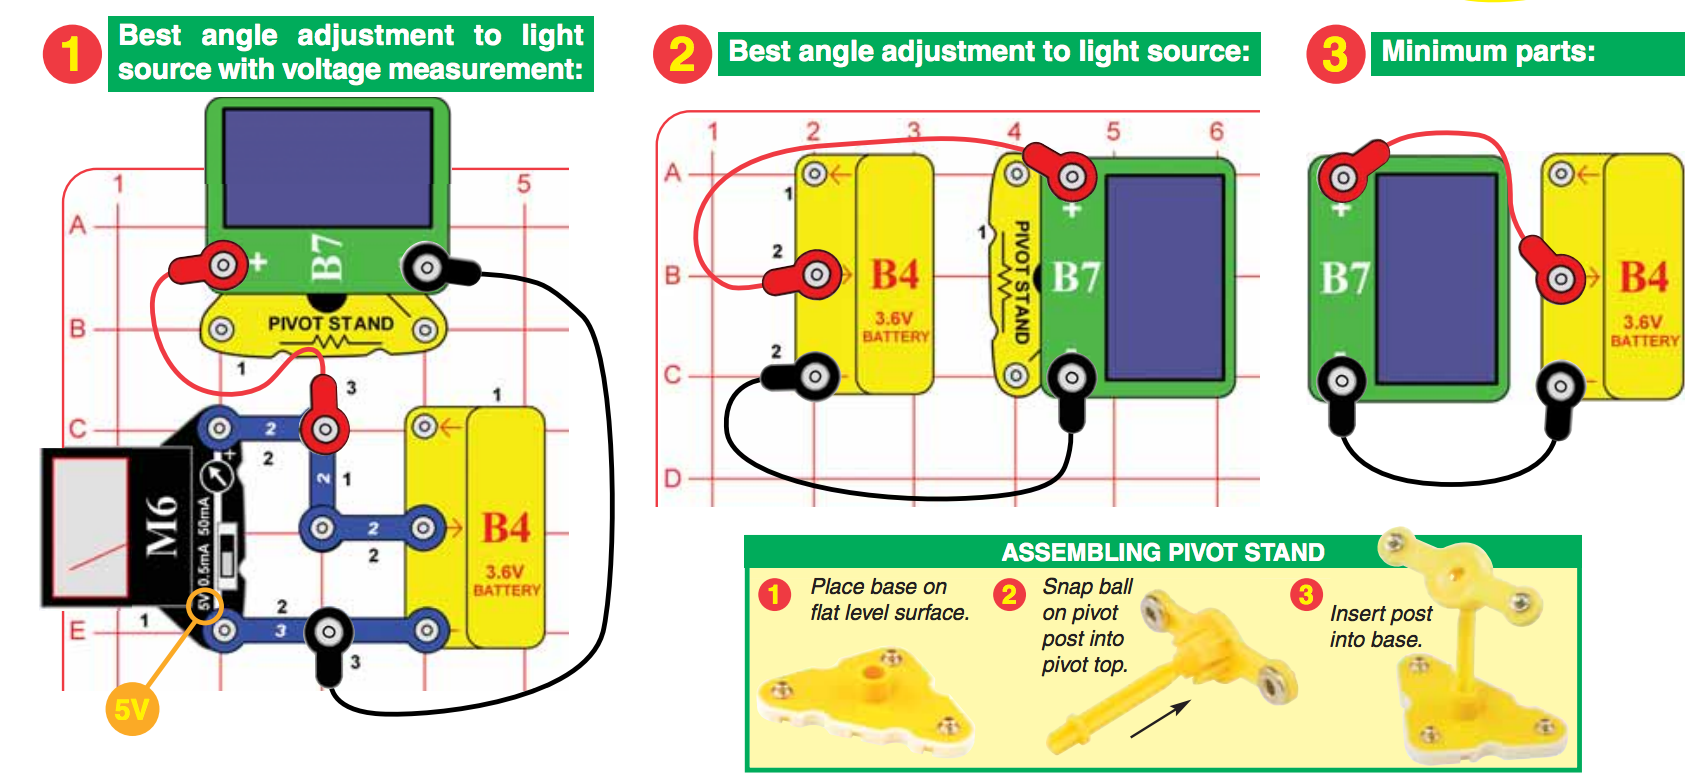 1
Best angle adjustment to light
source with voltage measurement:
1 5
A
B
C
E
+
B7
PIVOT STAND
1
3
2
2
2
1
2
2
1
B4
3.6V
BATTERY
-
M6
+
5V 0.5mA 50mA
1
2
3
3
5V
2
Best angle adjustment to light source:
1 2 3 4 5 6
A
B
C
D
1
2
2
B4
3.6V
BATTERY
-
1
PIVOT STAND
+
B7
-
3
Minimum parts:
+
B7
-
B4
3.6V
BATTERY
-
ASSEMBLING PIVOT STAND
1
Place base on
flat level surface.
2
Snap ball
on pivot
post into
pivot top.
3
Insert post
into base.